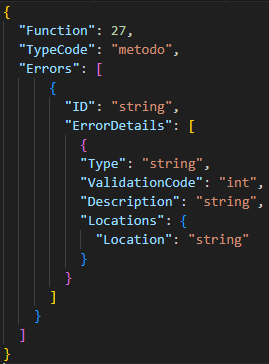 {
"Function": 27,
"TypeCode": "metodo",
"Errors": [
{
"ID": "string",
"ErrorDetails": [
{
"Type": "string",
"ValidationCode": "int",
"Description": "string",
"Locations": {
"Location": "string"
}
}
]
}
]
}